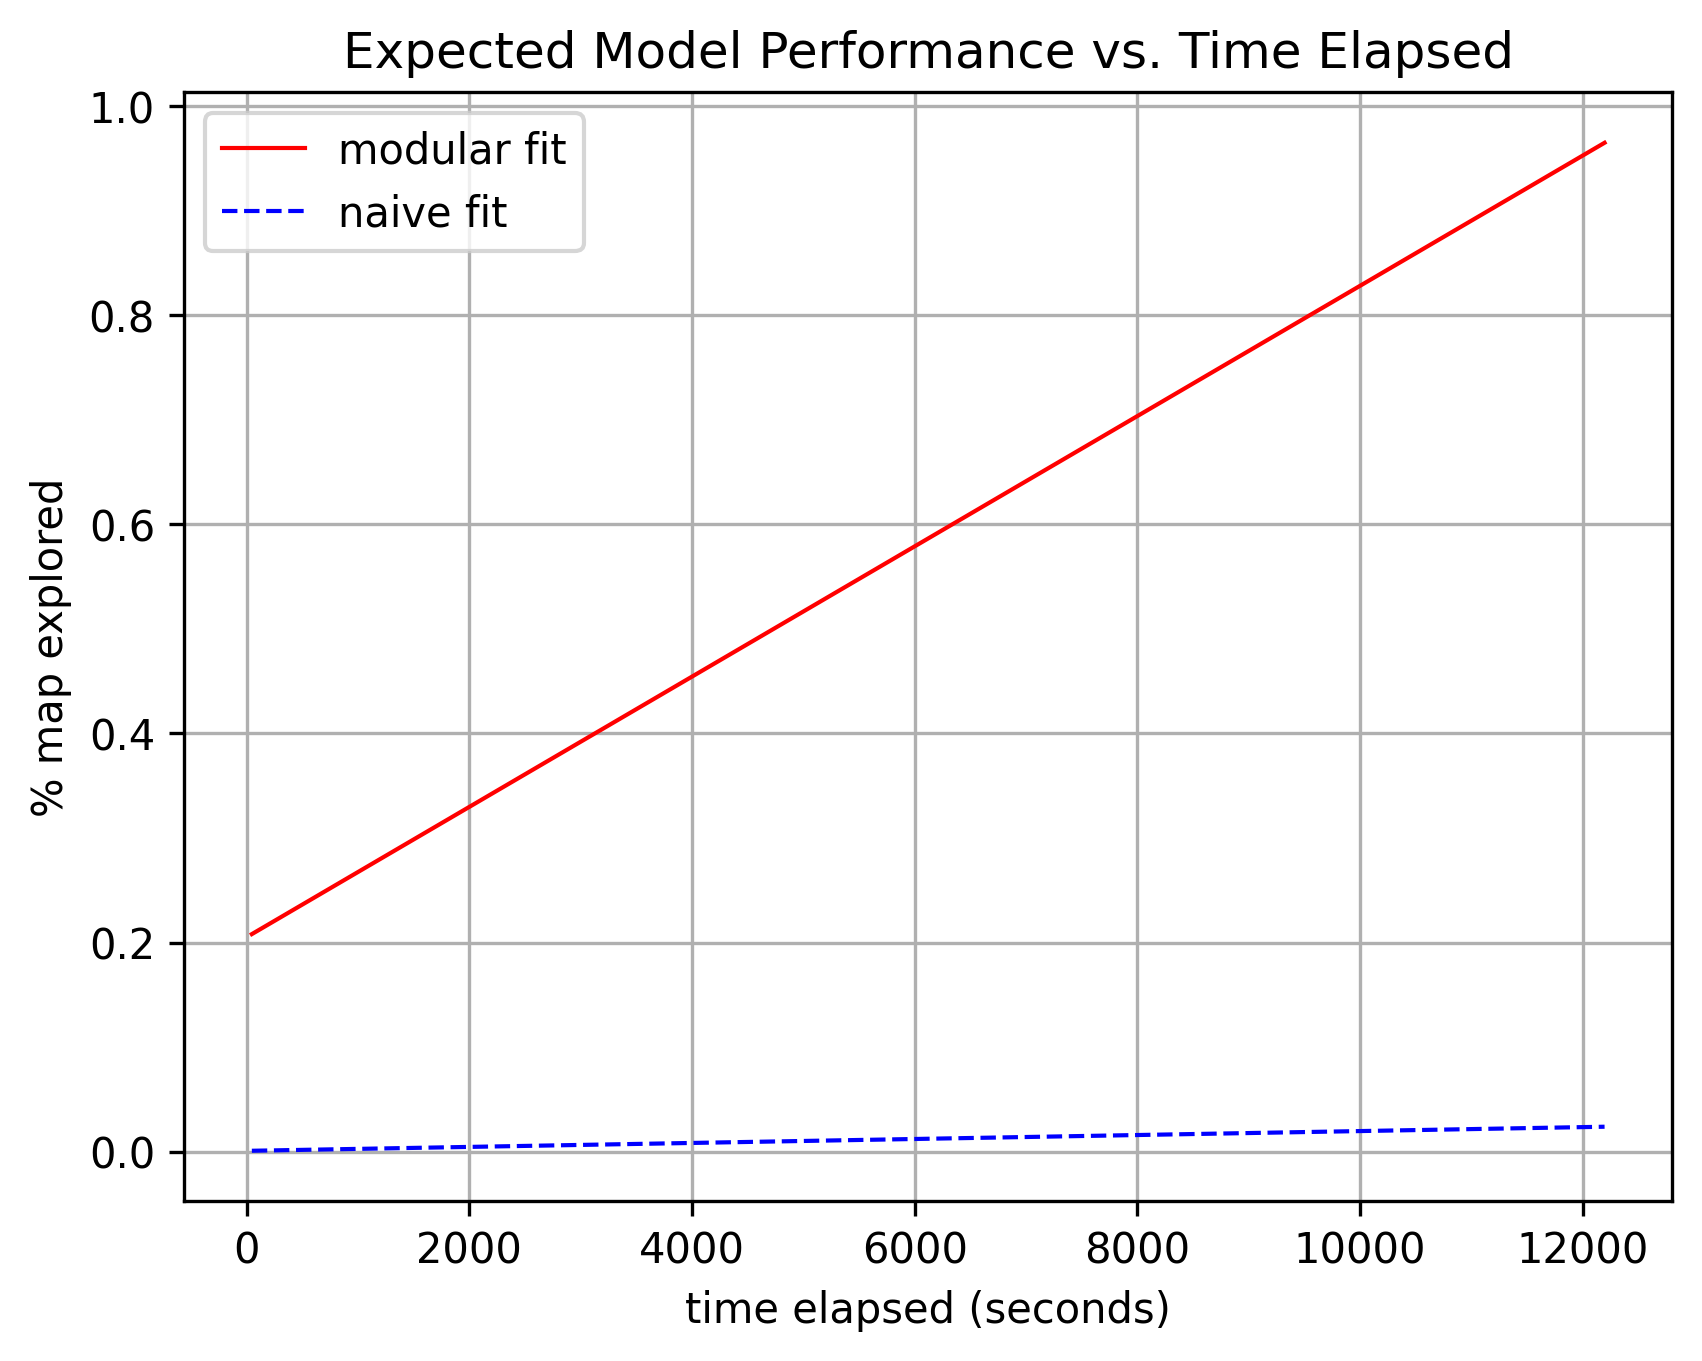 Expected Model Performance vs. Time Elapsed
1.0
modular fit
naive fit
0.8
0.6
% map explored
0.4
0.2
0.0
0 2000 4000 6000 8000 10000 12000
time elapsed (seconds)